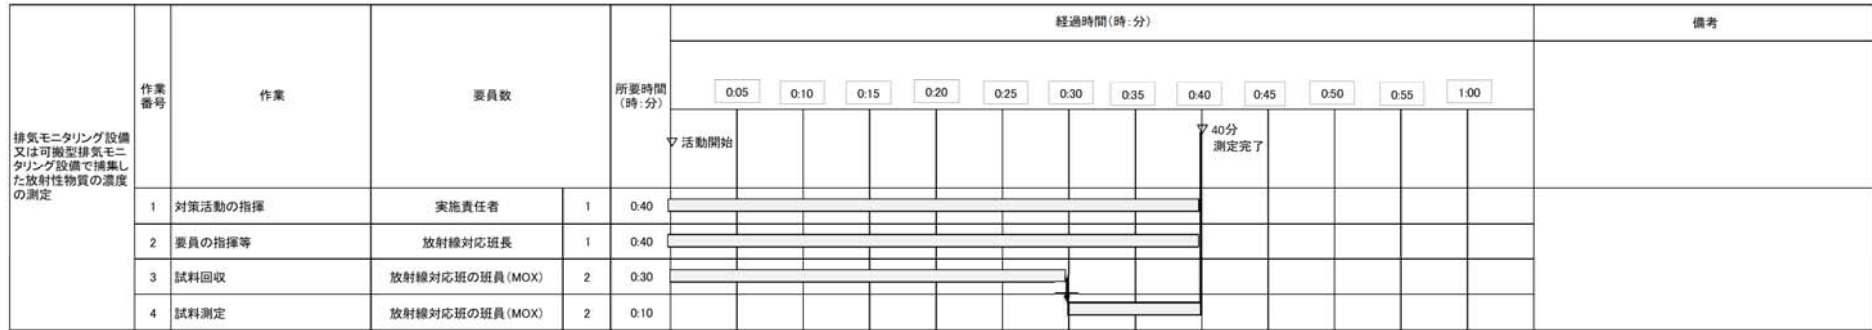 経過時間(時:分)
備考
作業
番号
作業
要員数
所要時間
(時:分)
0:05
0:10
0:15
0:20
0:25
0:30
0:35
0:40
0:45
0:50
0:55
1:00
▽活動開始
▽40分
測定完了
排気モニタリング設備
又は可搬型排気モニ
タリング設備で捕集し
た放射性物質の濃度
の測定
1 対策活動の指揮 実施責任者 1 0:40
2 要員の指揮等 放射線対応班長 1 0:40
3 試料回収 放射線対応班の班員(MOX) 2 0:30
4 試料測定 放射線対応班の班員(MOX) 2 0:10